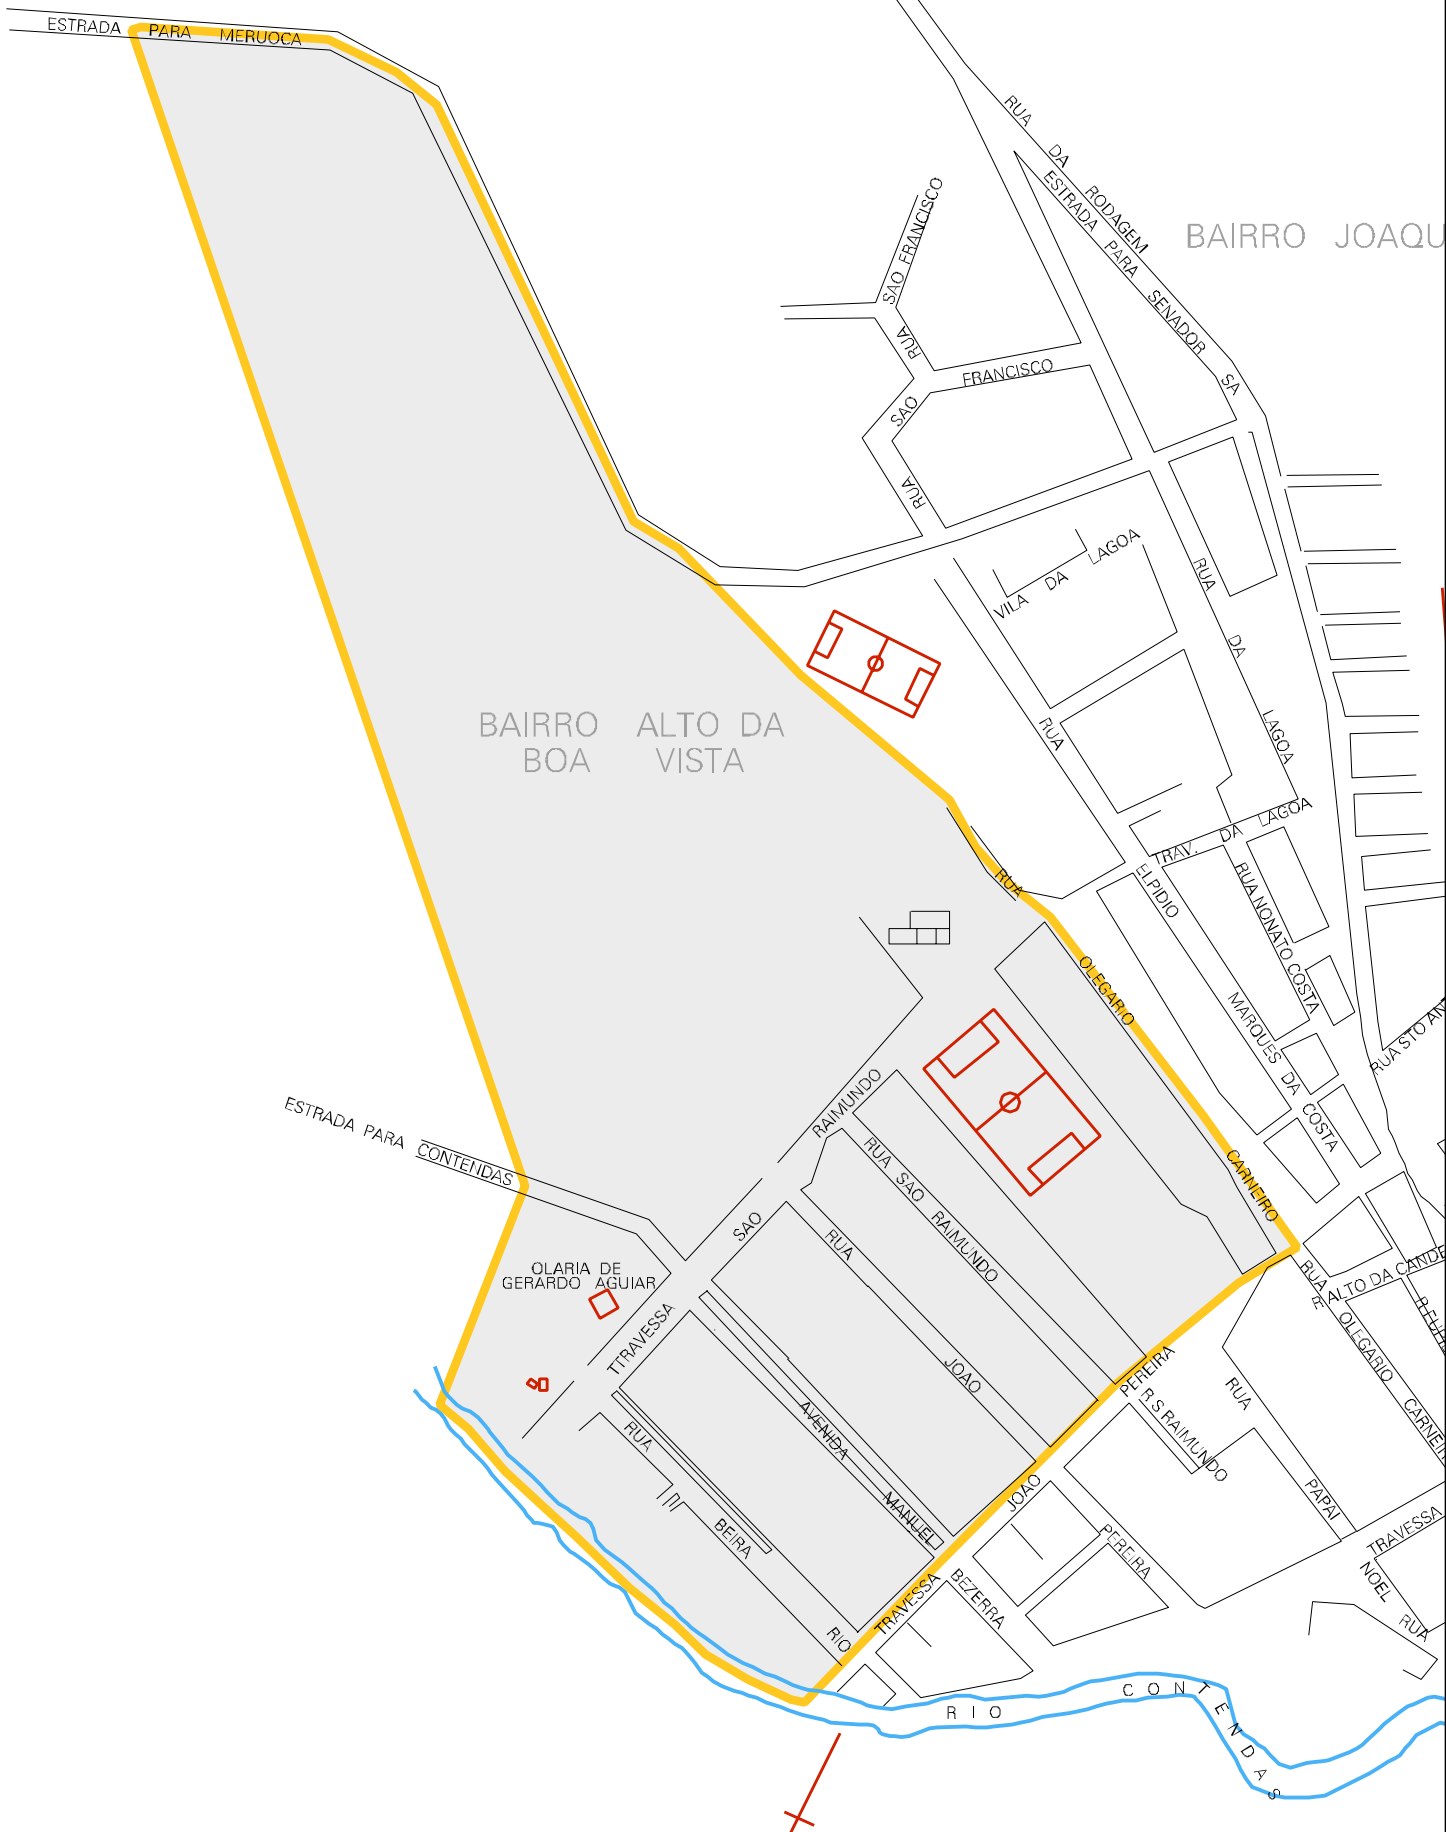 ESTRADA PARA MERUOCA
RUA DA RODAGEM
ESTRADA PARA SENADOR SA
BAIRRO JOAQU
RUA SAO FRANCISCO
RUA SAO FRANCISCO
VILA DA LAGOA
RUA DA LAGOA
BAIRRO ALTO DA
BOA VISTA
TRAV. DA LAGOA
RUA ELPIDIO MARQUES DA COSTA
RUA NONATO COSTA
RUA OLEGARIO CARNEIRO
RUA STO AN
ESTRADA PARA CONTENDAS
OLARIA DE
GERARDO AGUIAR
TTRAVESSA SAO RAIMUNDO
RUA SAO RAIMUNDO
RUA JOAO PEREIRA
AVENIDA MANUEL BEZERRA
RUA BEIRA RIO
TRAVESSA JOAO PEREIRA
R S RAIMUNDO
RUA PAPAI NOEL
R ALTO DA CANDE
RUA OLEGARIO CARNEI
TRAVESSA
RUA
RIO CONTENDAS